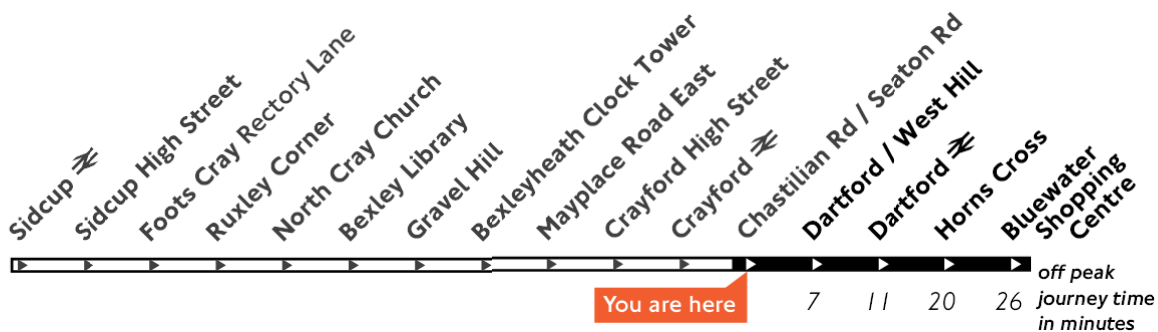 Sidcup
Sidcup High Street
Foots Cray Rectory Lane
Ruxley Corner
North Cray Church
Bexley Library
Gravel Hill
Bexleyheath Clock Tower
Mayplace Road East
Crayford High Street
Crayford
Chastilian Rd / Seaton Rd
Dartford / West Hill
Dartford
Horns Cross
Bluewater
Shopping
Centre
You are here
7
11
20
26
off peak
journey time
in minutes